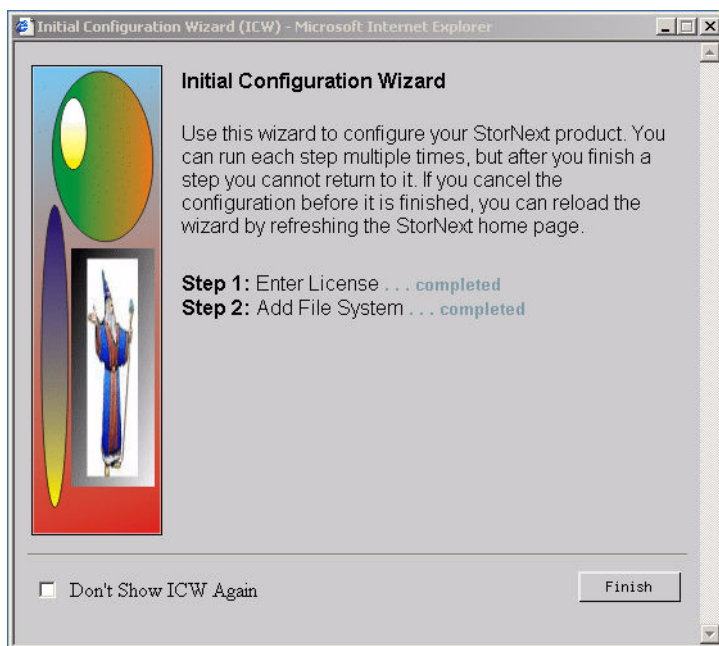 Initial Configuration Wizard (ICW) - Microsoft Internet Explorer
Initial Configuration Wizard
Use this wizard to configure your StorNext product. You
can run each step multiple times, but after you finish a
step you cannot return to it. If you cancel the
configuration before it is finished, you can reload the
wizard by refreshing the StorNext home page.
Step 1: Enter License . . . completed
Step 2: Add File System . . . completed
Don't Show ICW Again
Finish